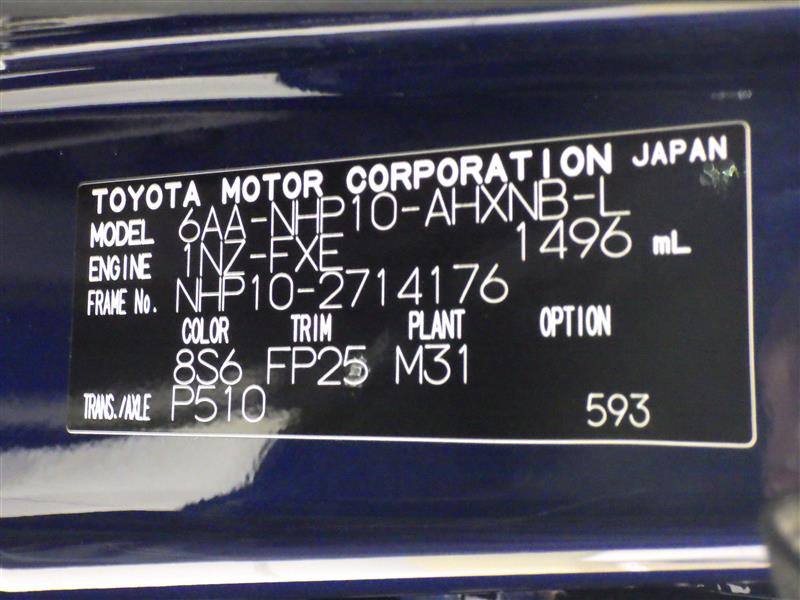 TOYOTA MOTOR CORPORATION JAPAN
MODEL 6AA-NHP10-AHXNB-L
ENGINE 1NZ-FXE 1496 mL
FRAME No. NHP10-2714176
COLOR TRIM PLANT OPTION
8S6 FP25 M31
TRANS./AXLE P510 593